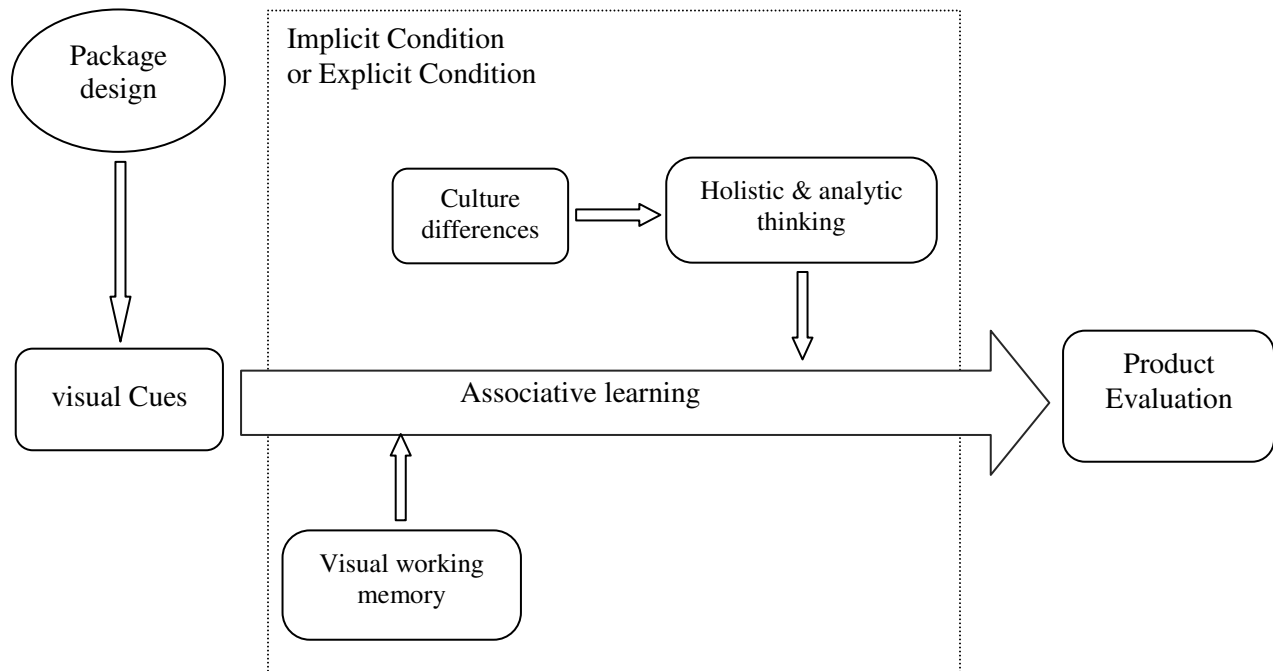 Package
design
Implicit Condition
or Explicit Condition
Culture
differences
Holistic & analytic
thinking
visual Cues
Associative learning
Product
Evaluation
Visual working
memory